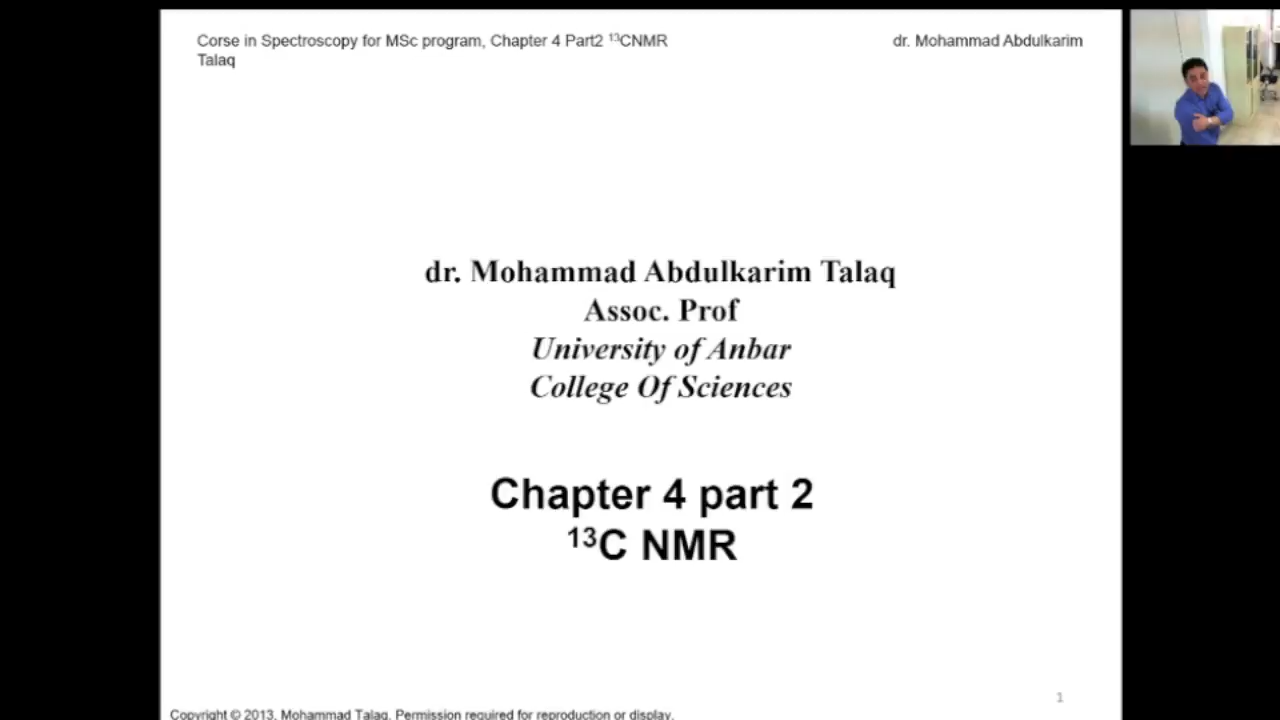 Corse in Spectroscopy for MSc program, Chapter 4 Part2 ¹³CNMR dr. Mohammad Abdulkarim
Talaq
dr. Mohammad Abdulkarim Talaq
Assoc. Prof
University of Anbar
College Of Sciences
Chapter 4 part 2
¹³C NMR
1
Copyright © 2013, Mohammad Talaq. Permission required for reproduction or display.